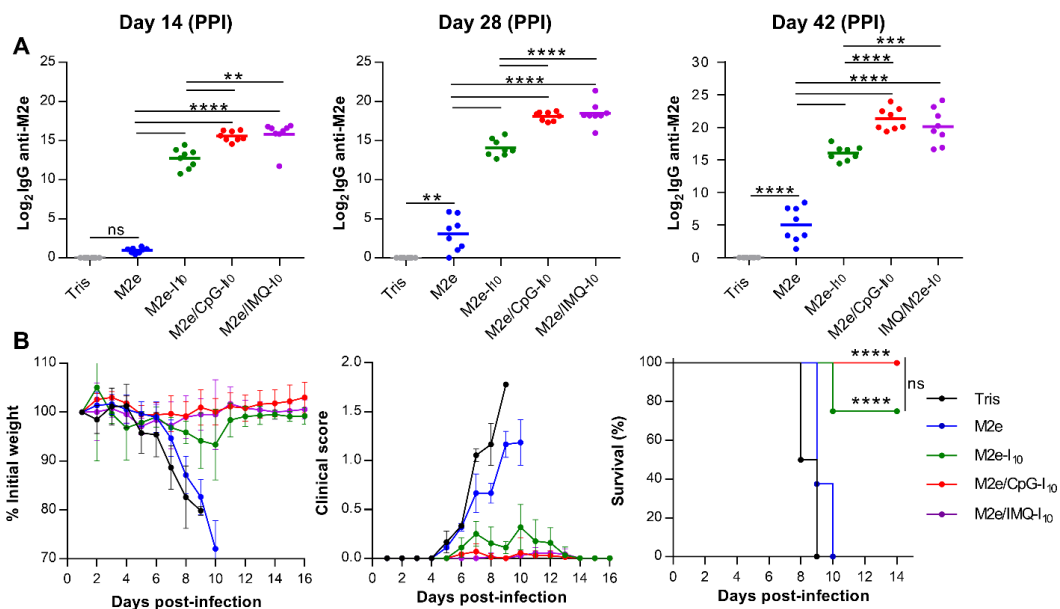 Day 14 (PPI) Day 28 (PPI) Day 42 (PPI)
A
Log2 IgG anti-M2e
25
20
15
10
5
0
ns
****
**
Tris
M2e
M2e-I10
M2e/CpG-I10
M2e/IMQ-I0
Log2 IgG anti-M2e
25
20
15
10
5
0
**
****
****
Tris
M2e
M2e-I10
M2e/CpG-I10
M2e/IMQ-I10
Log2 IgG anti-M2e
30
25
20
15
10
5
0
****
****
****
***
Tris
M2e
M2e-I10
M2e/CpG-I10
IMQ/M2e-I10
B
% Initial weight
110
100
90
80
70
0 2 4 6 8 10 12 14 16
Days post-infection
Clinical score
2.0
1.5
1.0
0.5
0.0
0 2 4 6 8 10 12 14 16
Days post-infection
Survival (%)
100
80
60
40
20
0
****
****
ns
0 2 4 6 8 10 12 14
Days post-infection
Tris
M2e
M2e-I10
M2e/CpG-I10
M2e/IMQ-I10